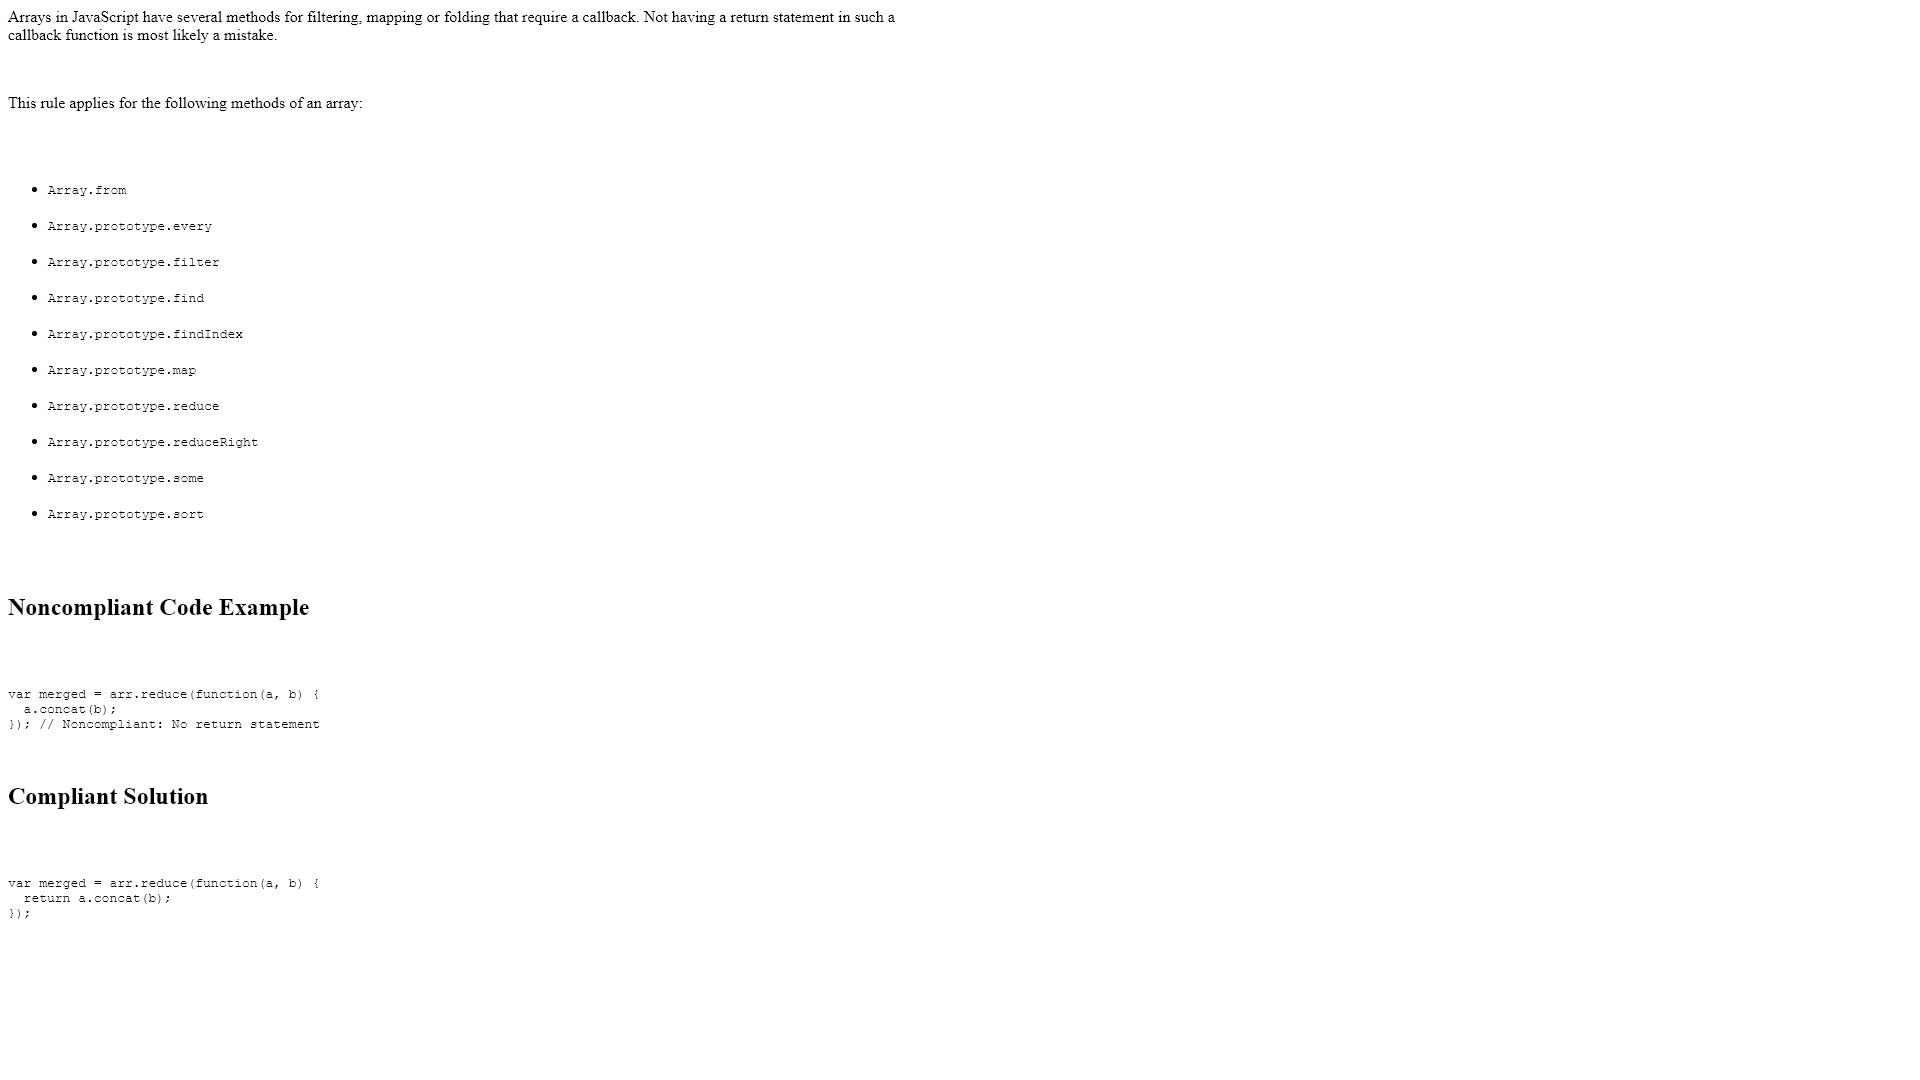 Arrays in JavaScript have several methods for filtering, mapping or folding that require a callback. Not having a return statement in such a
callback function is most likely a mistake.
This rule applies for the following methods of an array:
• Array.from
• Array.prototype.every
• Array.prototype.filter
• Array.prototype.find
• Array.prototype.findIndex
• Array.prototype.map
• Array.prototype.reduce
• Array.prototype.reduceRight
• Array.prototype.some
• Array.prototype.sort
Noncompliant Code Example
var merged = arr.reduce(function(a, b) {
  a.concat(b);
}); // Noncompliant: No return statement
Compliant Solution
var merged = arr.reduce(function(a, b) {
  return a.concat(b);
});